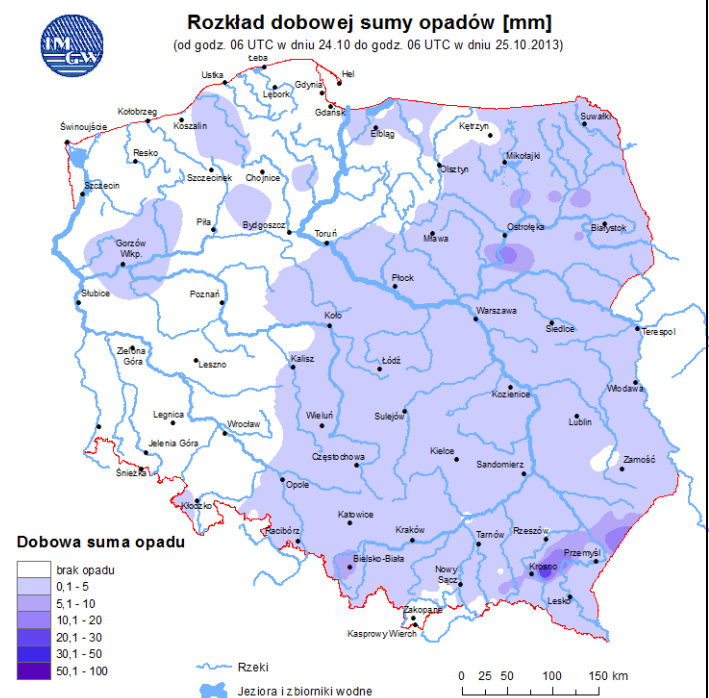 Rozkład dobowej sumy opadów [mm]
(od godz. 06 UTC w dniu 24.10 do godz. 06 UTC w dniu 25.10.2013)
IM
GW
Łeba
Ustka
Hel
Gdynia
Lębork
Gdańsk
Kołobrzeg
Koszalin
Świnoujście
Elbląg
Kętrzyn
Suwałki
Resko
Mikołajki
Olsztyn
Szczecinek
Chojnice
Szczecin
Piła
Bydgoszcz
Toruń
Mława
Ostrołęka
Białystok
Gorzów
Wlkp.
Płock
Słubice
Poznań
Koło
Warszawa
Siedlce
Terespol
Zielona
Góra
Leszno
Kalisz
Łódź
Kozienice
Włodawa
Legnica
Wrocław
Wieluń
Sulejów
Lublin
Jelenia Góra
Śnieżka
Częstochowa
Kielce
Sandomierz
Zamość
Opole
Kłodzko
Katowice
Racibórz
Kraków
Tarnów
Rzeszów
Przemyśl
Bielsko-Biała
Nowy
Sącz
Krosno
Lesko
Zakopane
Kasprowy Wierch
Dobowa suma opadu
brak opadu
0,1 - 5
5,1 - 10
10,1 - 20
20,1 - 30
30,1 - 50
50,1 - 100
Rzeki
Jeziora i zbiorniki wodne
0 25 50 100 150 km